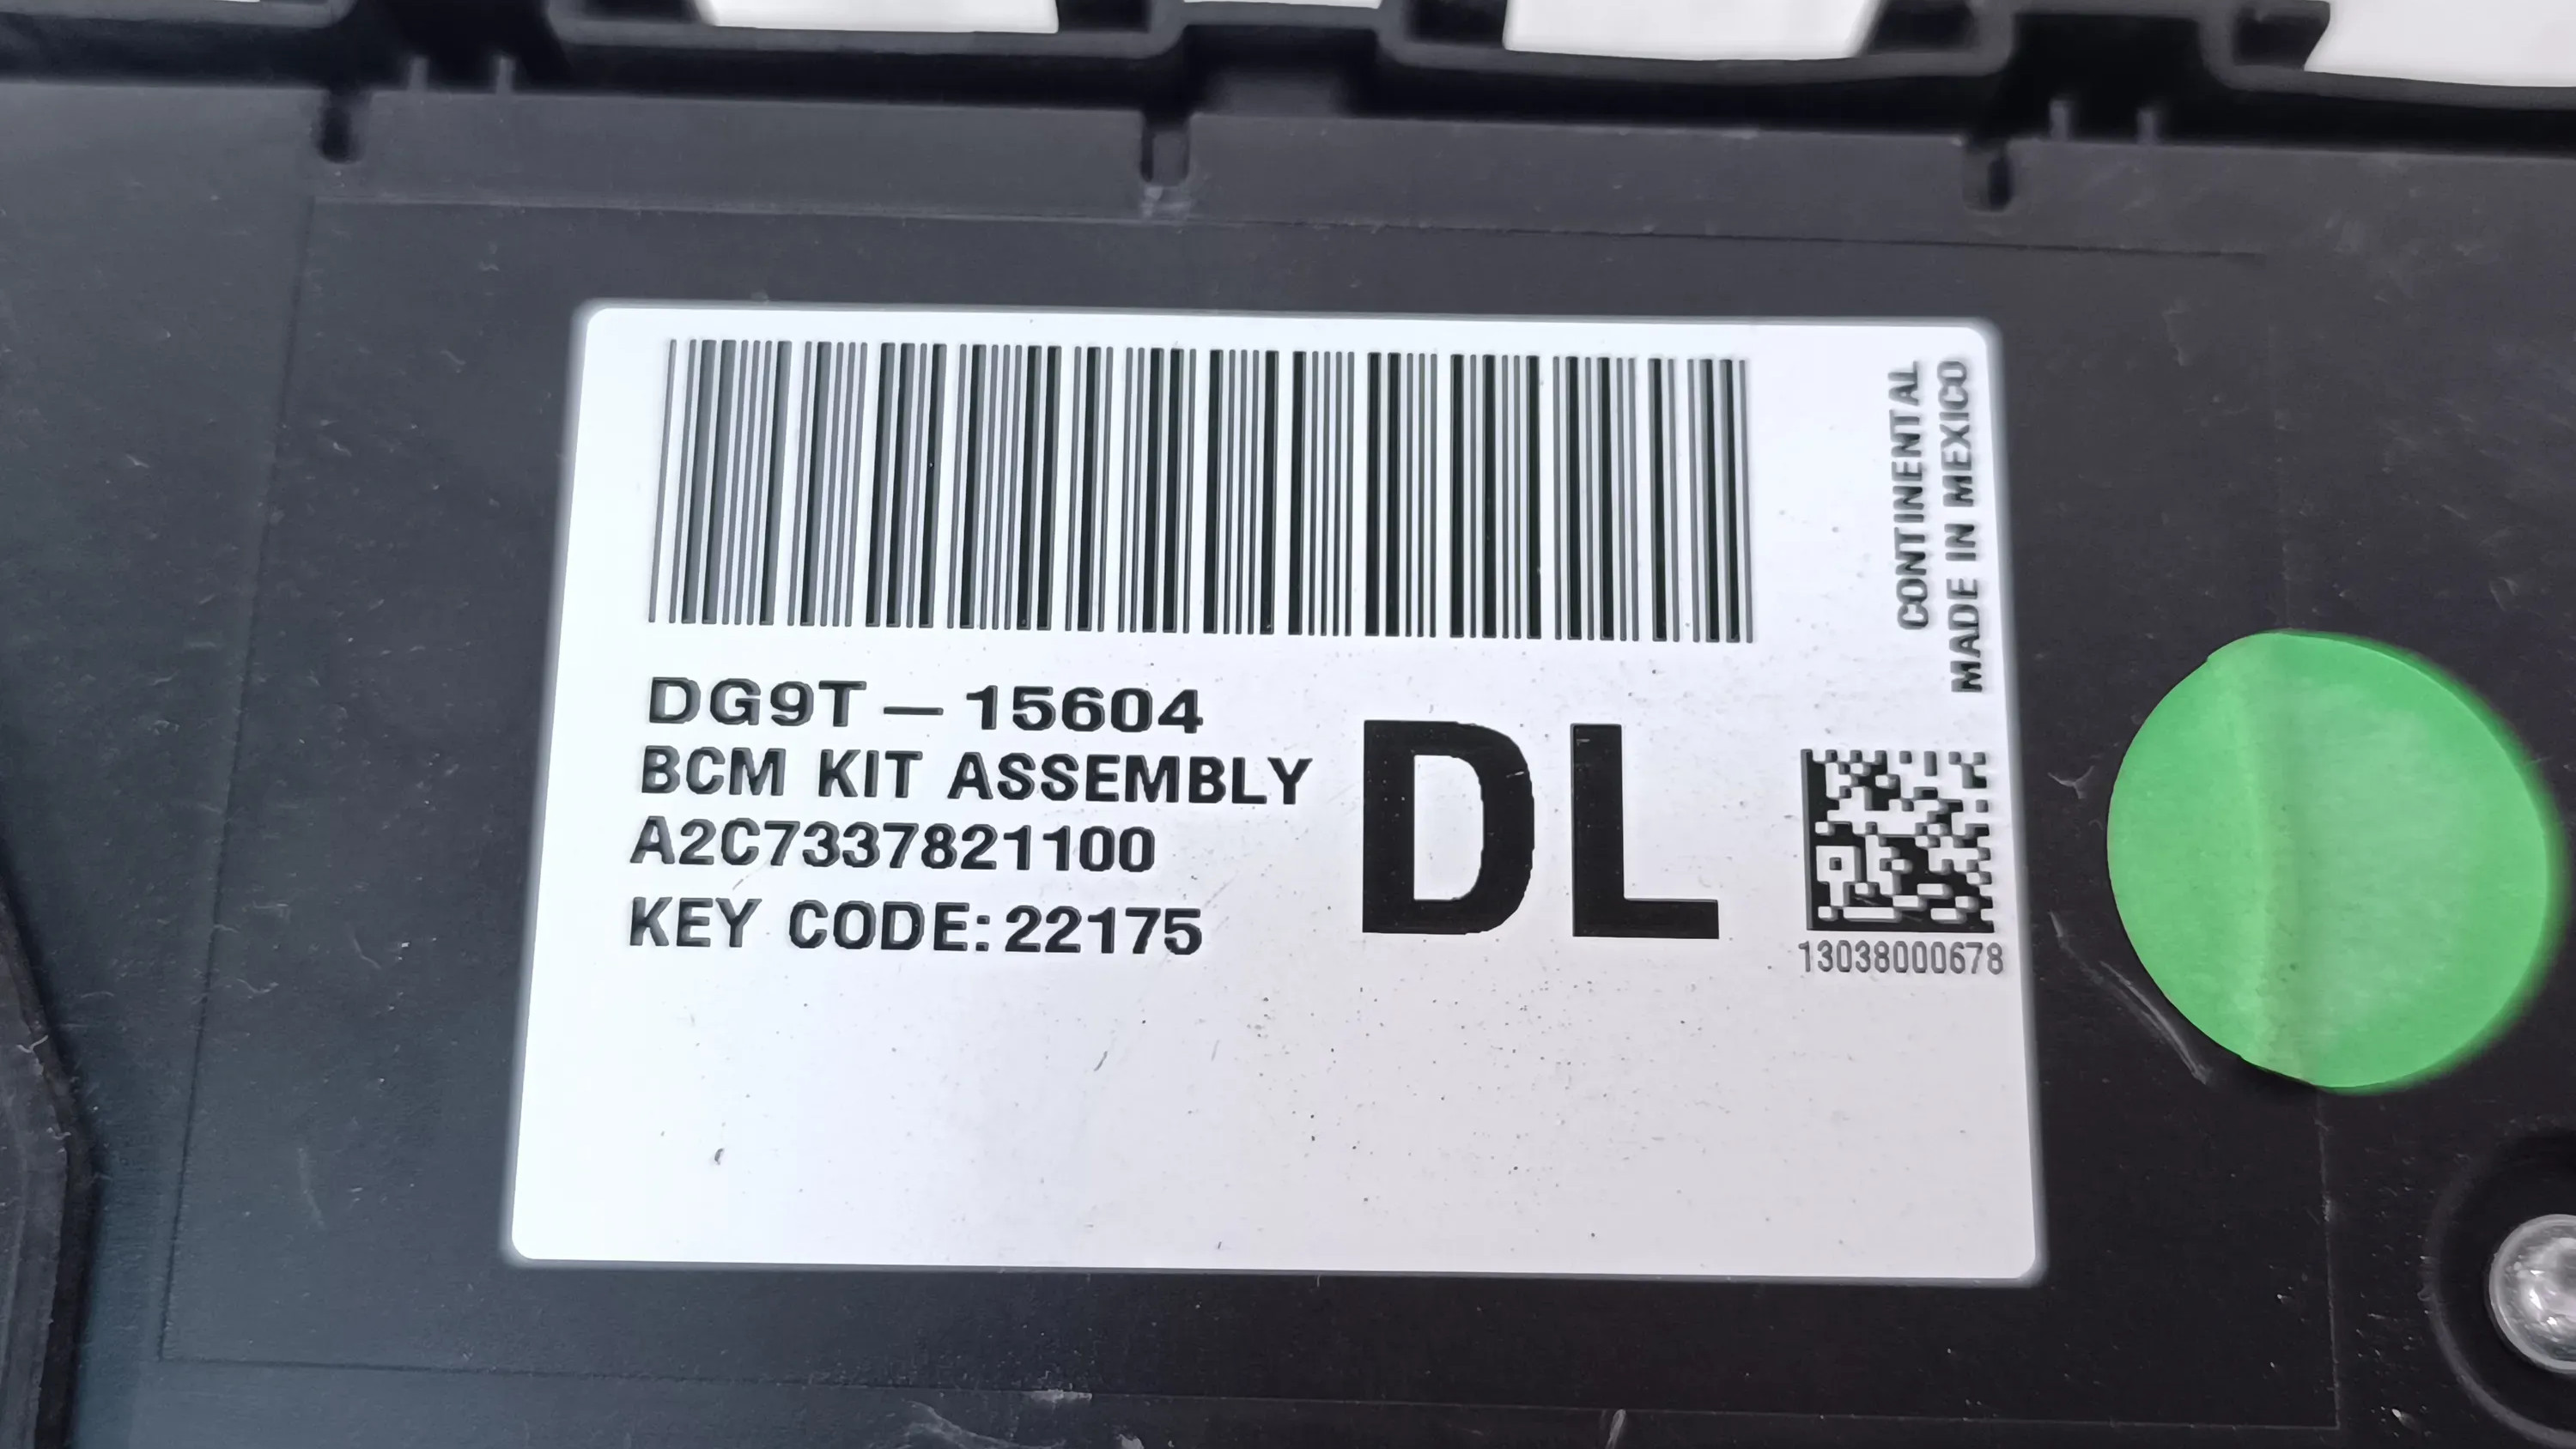 CONTINENTAL
MADE IN MEXICO
DG9T – 15604
BCM KIT ASSEMBLY
A2C7337821100
KEY CODE: 22175
DL
13038000678